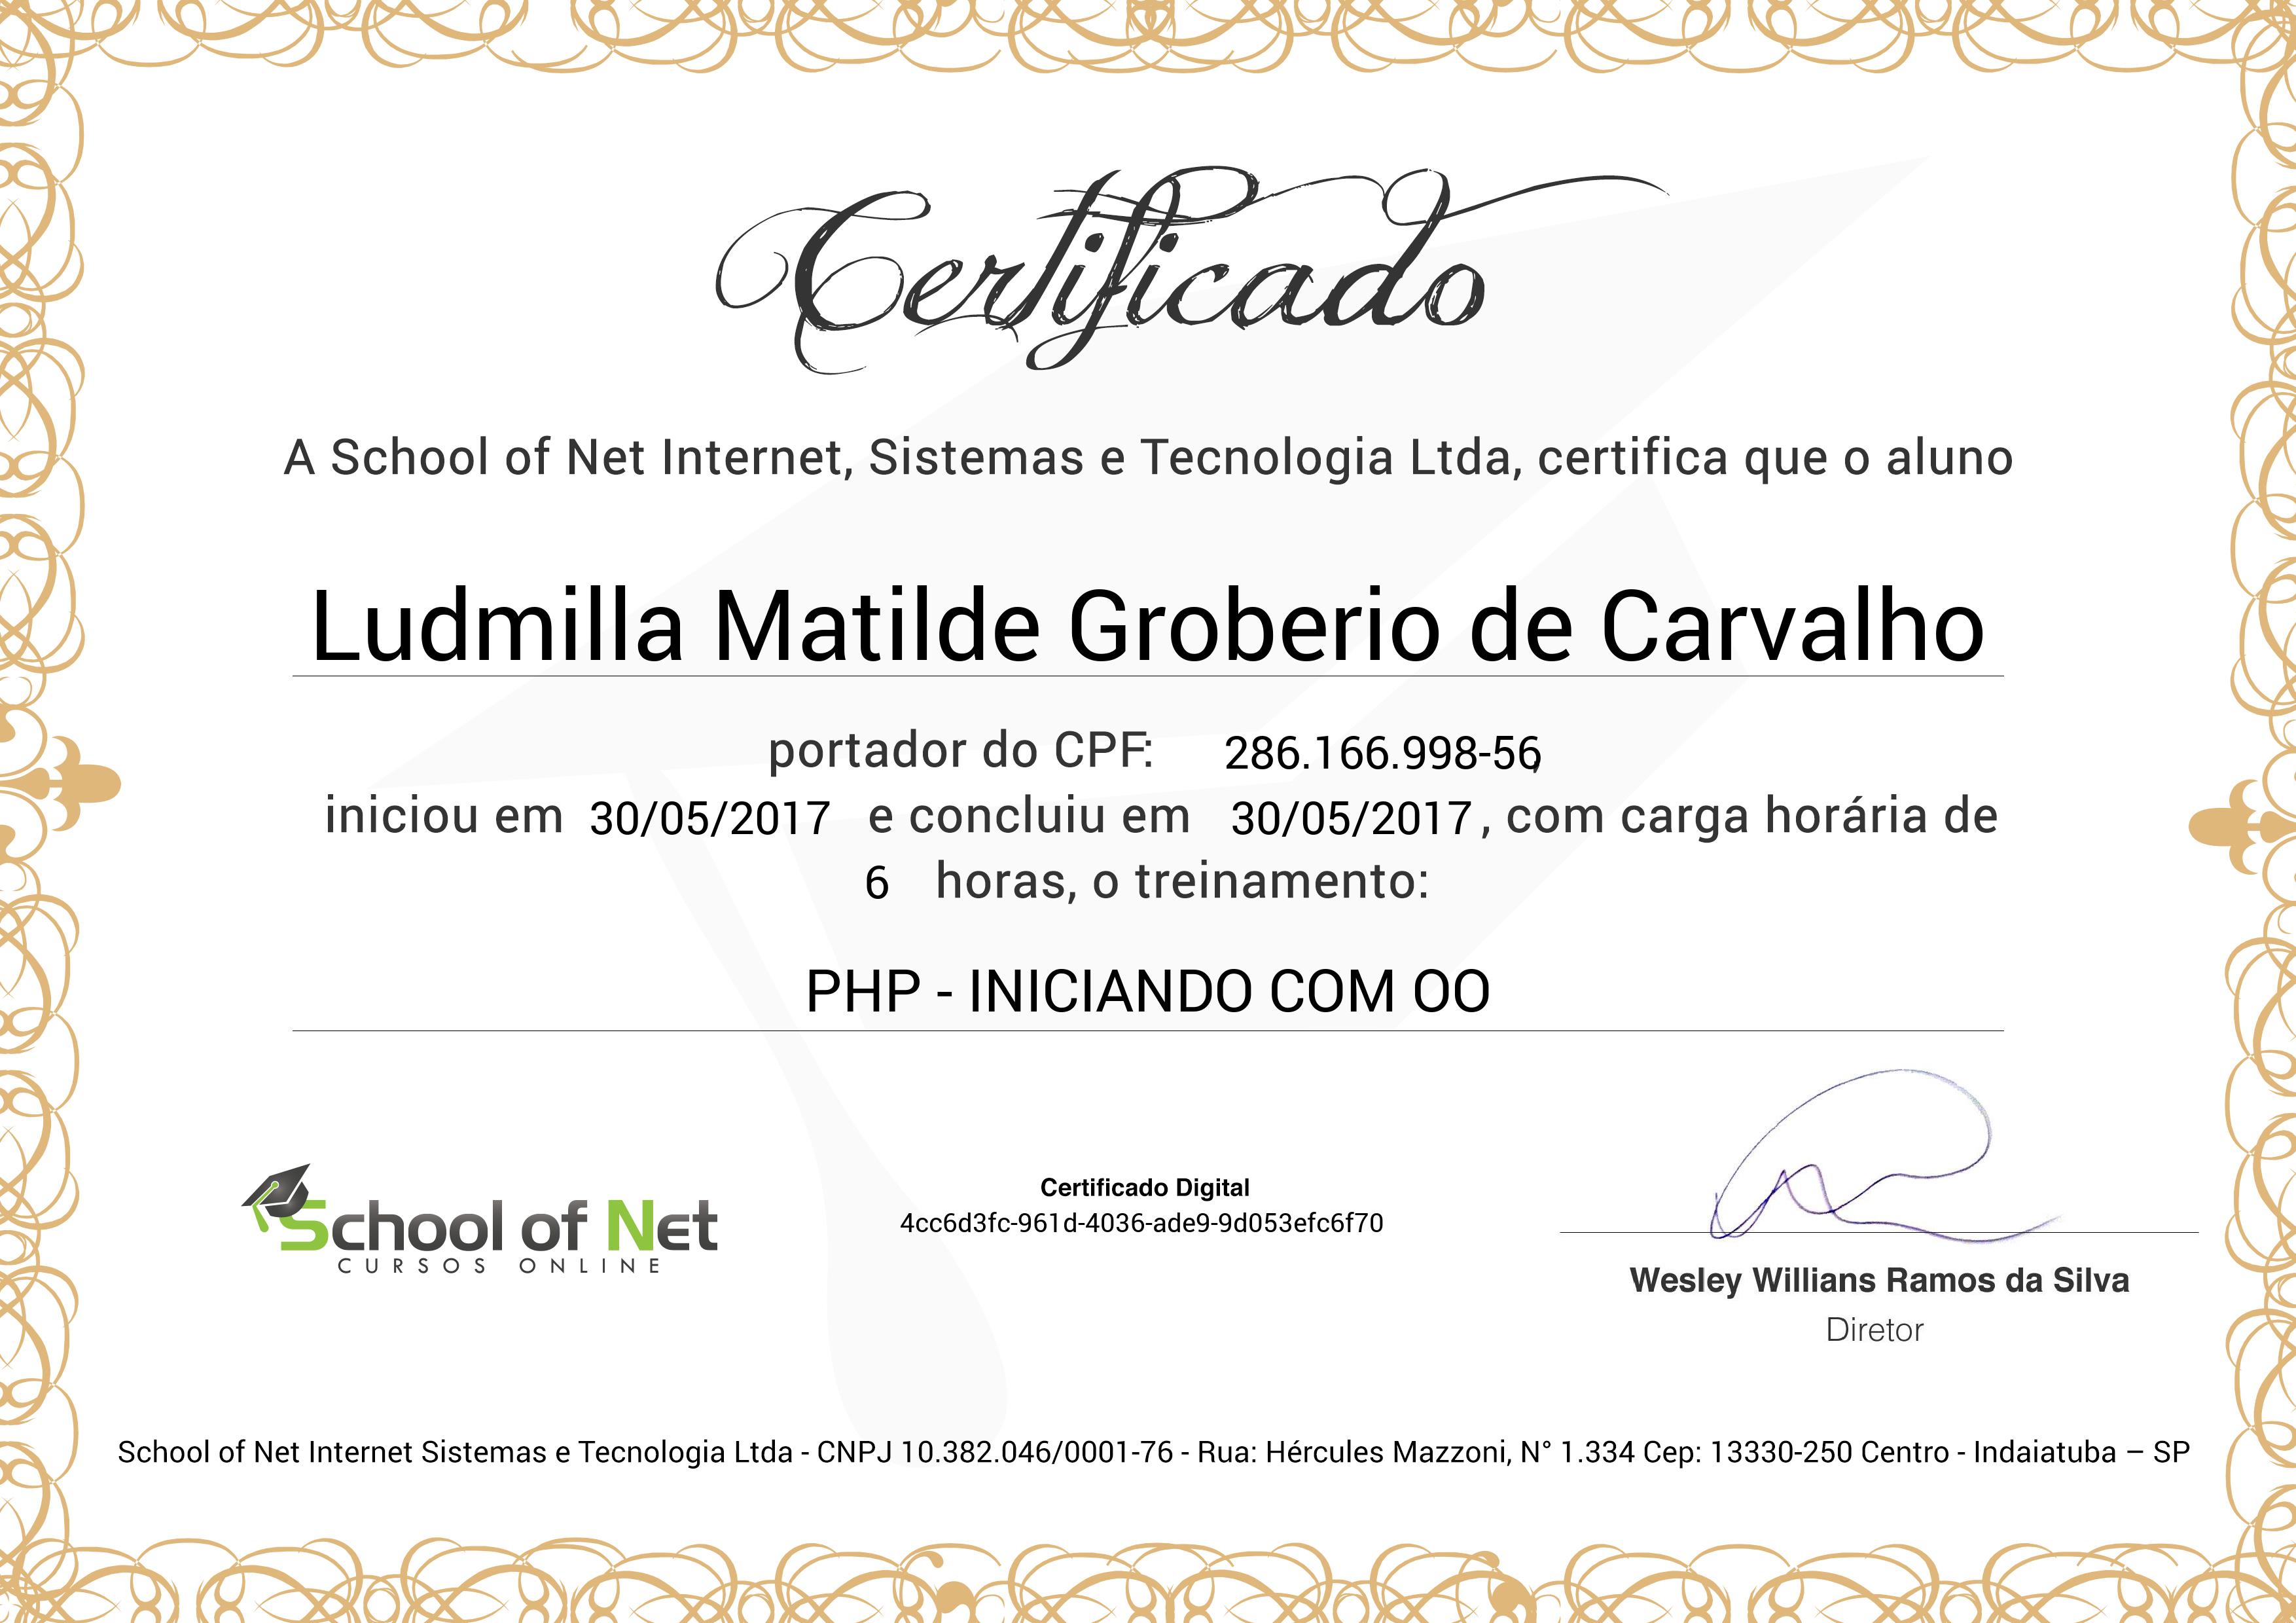 Certificado
A School of Net Internet, Sistemas e Tecnologia Ltda, certifica que o aluno
Ludmilla Matilde Groberio de Carvalho
portador do CPF: 286.166.998-56,
iniciou em 30/05/2017 e concluiu em 30/05/2017, com carga horária de
6 horas, o treinamento:
PHP - INICIANDO COM OO
School of Net
CURSOS ONLINE
Certificado Digital
4cc6d3fc-961d-4036-ade9-9d053efc6f70
Wesley Willians Ramos da Silva
Diretor
School of Net Internet Sistemas e Tecnologia Ltda - CNPJ 10.382.046/0001-76 - Rua: Hércules Mazzoni, N° 1.334 Cep: 13330-250 Centro - Indaiatuba – SP